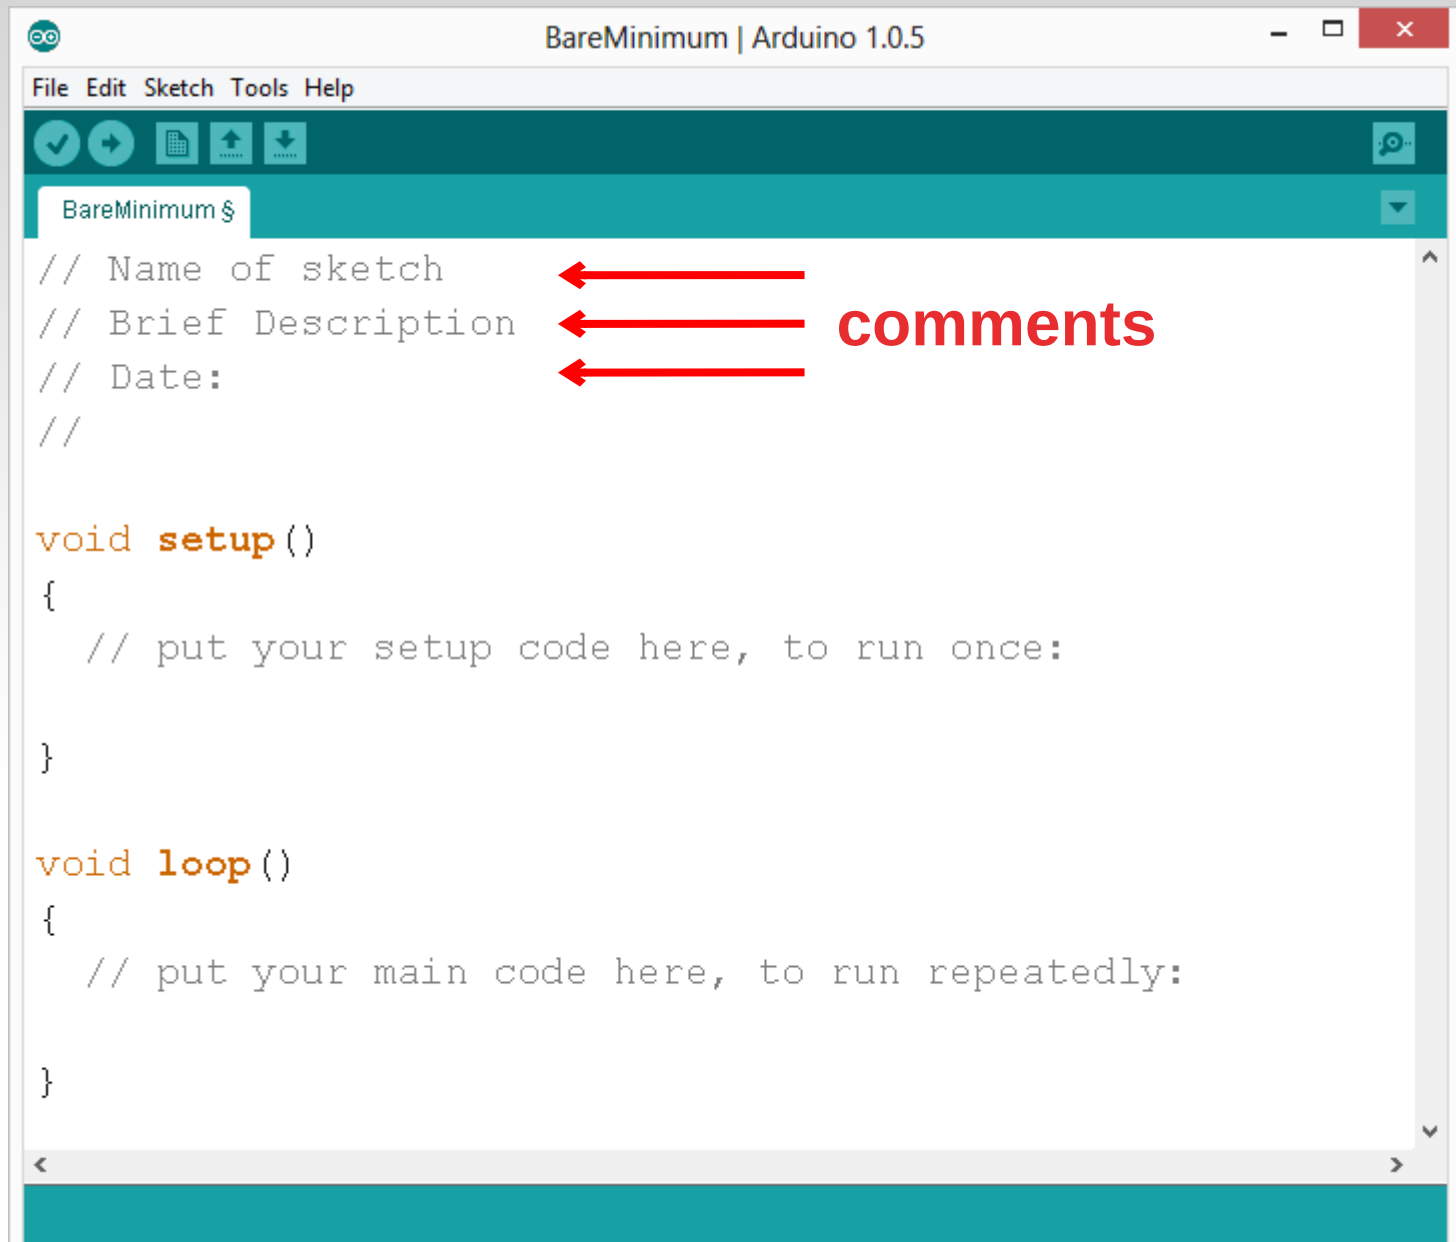 BareMinimum | Arduino 1.0.5
File Edit Sketch Tools Help
BareMinimum §
// Name of sketch
// Brief Description
// Date:
//
comments
void setup()
{
// put your setup code here, to run once:
}
void loop()
{
// put your main code here, to run repeatedly:
}